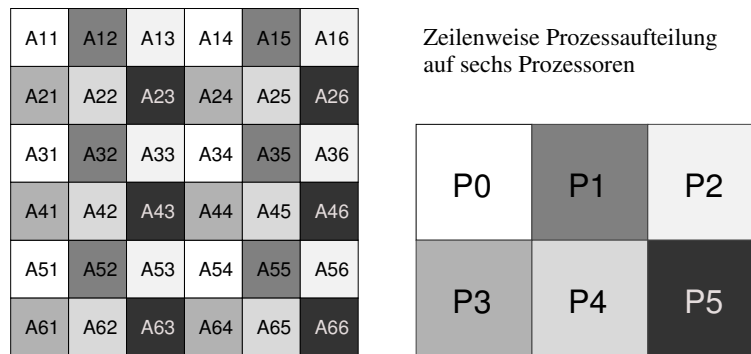 A11 A12 A13 A14 A15 A16
A21 A22 A23 A24 A25 A26
A31 A32 A33 A34 A35 A36
A41 A42 A43 A44 A45 A46
A51 A52 A53 A54 A55 A56
A61 A62 A63 A64 A65 A66
Zeilenweise Prozessaufteilung
auf sechs Prozessoren
P0 P1 P2
P3 P4 P5